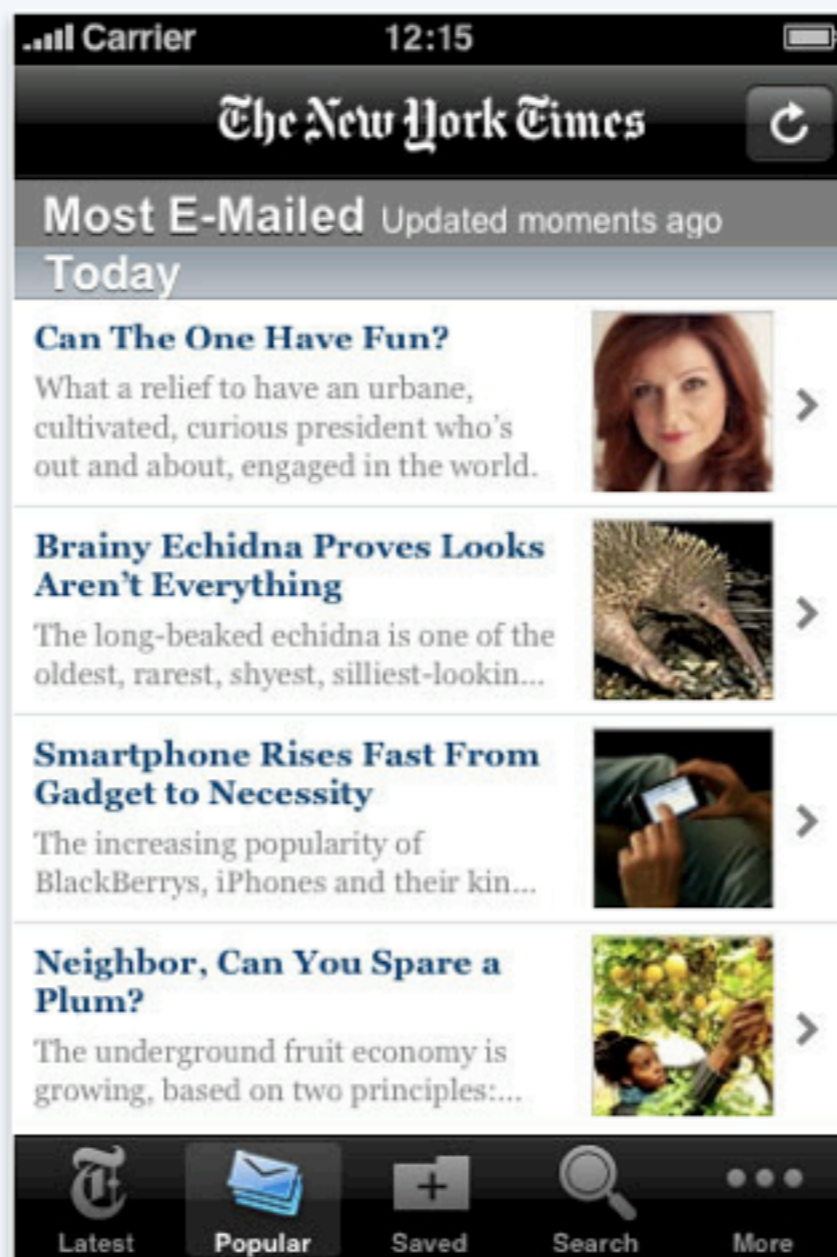 Carrier 12:15
The New York Times
Most E-Mailed Updated moments ago
Today
Can The One Have Fun?
What a relief to have an urbane,
cultivated, curious president who's
out and about, engaged in the world.
Brainy Echidna Proves Looks
Aren't Everything
The long-beaked echidna is one of the
oldest, rarest, shyest, silliest-lookin...
Smartphone Rises Fast From
Gadget to Necessity
The increasing popularity of
BlackBerrys, iPhones and their kin...
Neighbor, Can You Spare a
Plum?
The underground fruit economy is
growing, based on two principles:...
Latest Popular Saved Search More